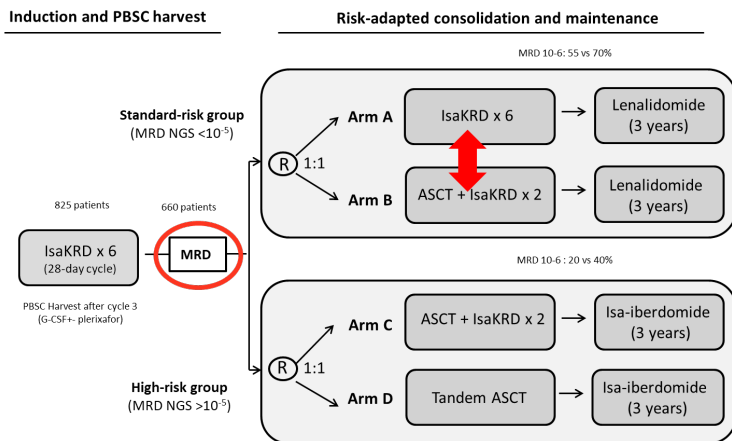 Induction and PBSC harvest
Risk-adapted consolidation and maintenance
MRD 10-6: 55 vs 70%
Standard-risk group
(MRD NGS <10-5)
R
1:1
Arm A
IsaKRD x 6
Lenalidomide
(3 years)
Arm B
ASCT + IsaKRD x 2
Lenalidomide
(3 years)
825 patients
660 patients
IsaKRD x 6
(28-day cycle)
MRD
PBSC Harvest after cycle 3
(G-CSF+- plerixafor)
MRD 10-6 : 20 vs 40%
High-risk group
(MRD NGS >10-5)
R
1:1
Arm C
ASCT + IsaKRD x 2
Isa-iberdomide
(3 years)
Arm D
Tandem ASCT
Isa-iberdomide
(3 years)